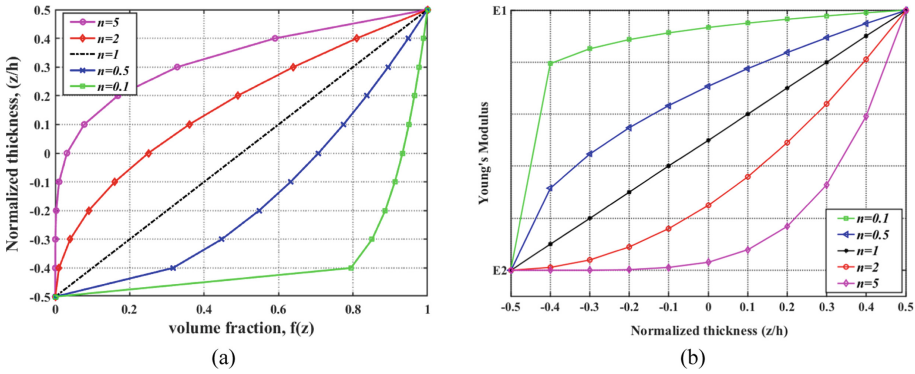 n=5
n=2
n=1
n=0.5
n=0.1
Normalized thickness, (z/h)
0.5
0.4
0.3
0.2
0.1
0
-0.1
-0.2
-0.3
-0.4
-0.5
0 0.2 0.4 0.6 0.8 1
volume fraction, f(z)
(a)
E1
Young's Modulus
E2
n=0.1
n=0.5
n=1
n=2
n=5
-0.5 -0.4 -0.3 -0.2 -0.1 0 0.1 0.2 0.3 0.4 0.5
Normalized thickness (z/h)
(b)